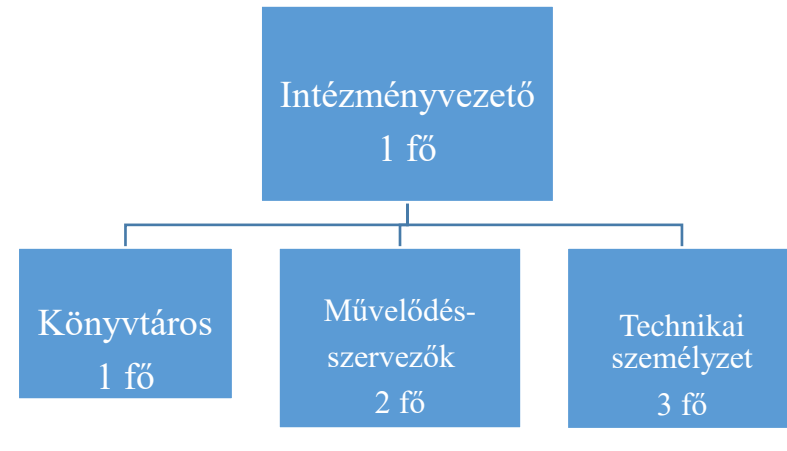 Intézményvezető
1 fő
Könyvtáros
1 fő
Művelődés-
szervezők
2 fő
Technikai
személyzet
3 fő